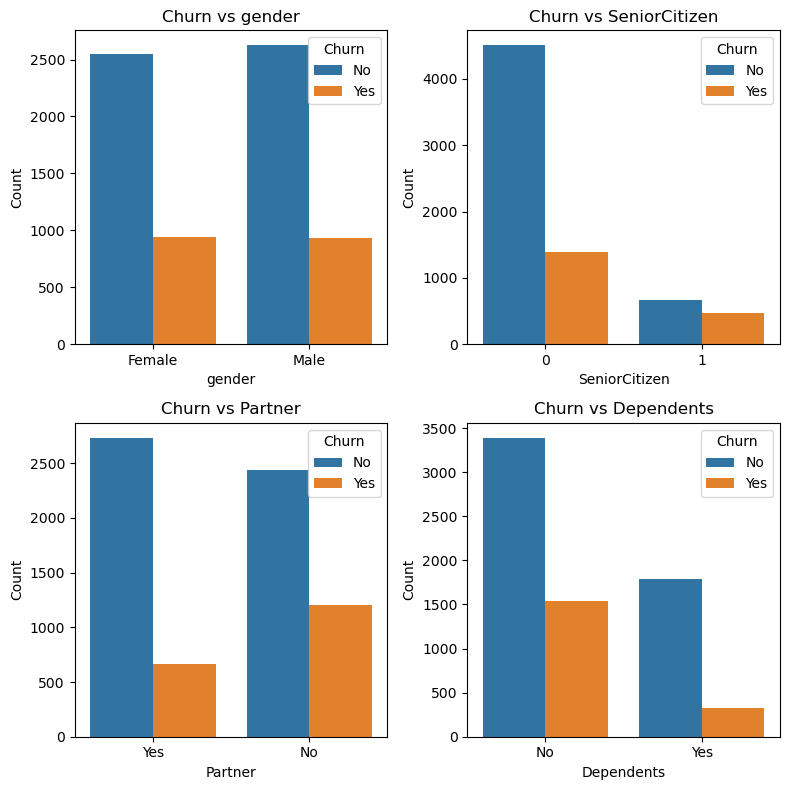 Churn vs gender
Churn
No
Yes
2500
2000
1500
1000
500
0
Count
Female Male
gender
Churn vs SeniorCitizen
Churn
No
Yes
4000
3000
2000
1000
0
Count
0 1
SeniorCitizen
Churn vs Partner
Churn
No
Yes
2500
2000
1500
1000
500
0
Count
Yes No
Partner
Churn vs Dependents
Churn
No
Yes
3500
3000
2500
2000
1500
1000
500
0
Count
No Yes
Dependents